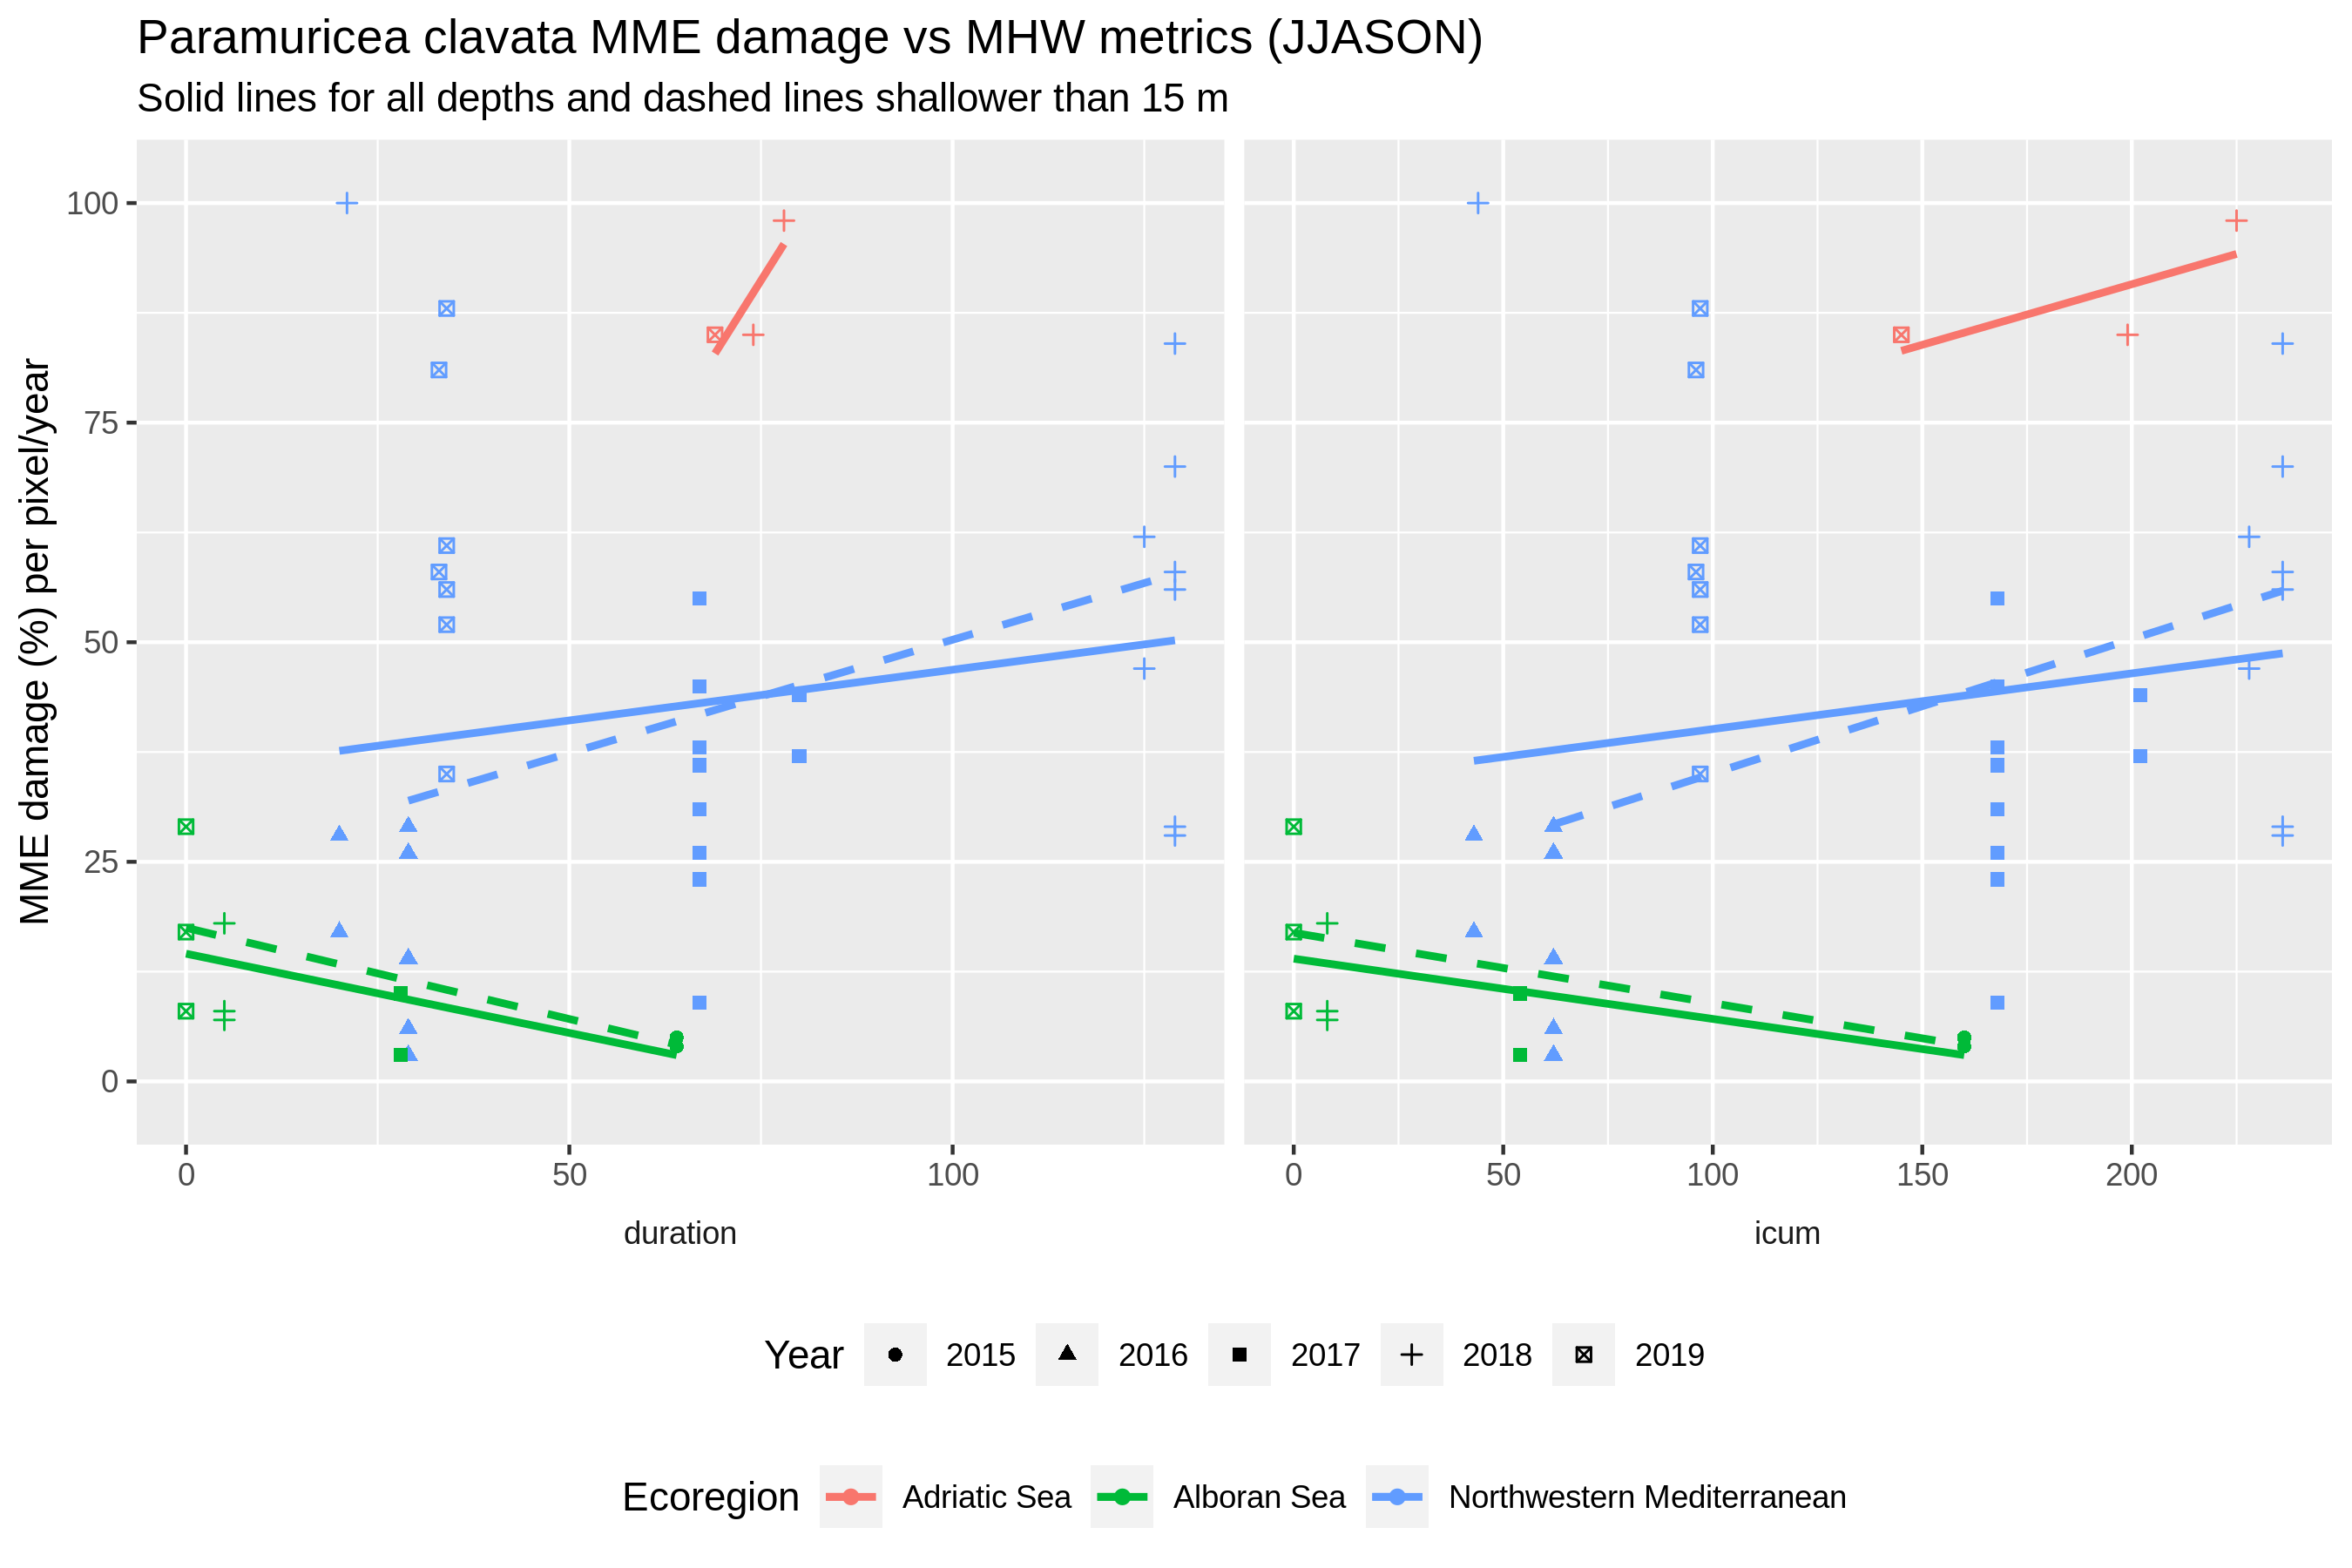 Paramuricea clavata MME damage vs MHW metrics (JJASON)
Solid lines for all depths and dashed lines shallower than 15 m
MME damage (%) per pixel/year
100
75
50
25
0
0 50 100
0 50 100 150 200
duration
icum
Year 2015 2016 2017 2018 2019
Ecoregion Adriatic Sea Alboran Sea Northwestern Mediterranean